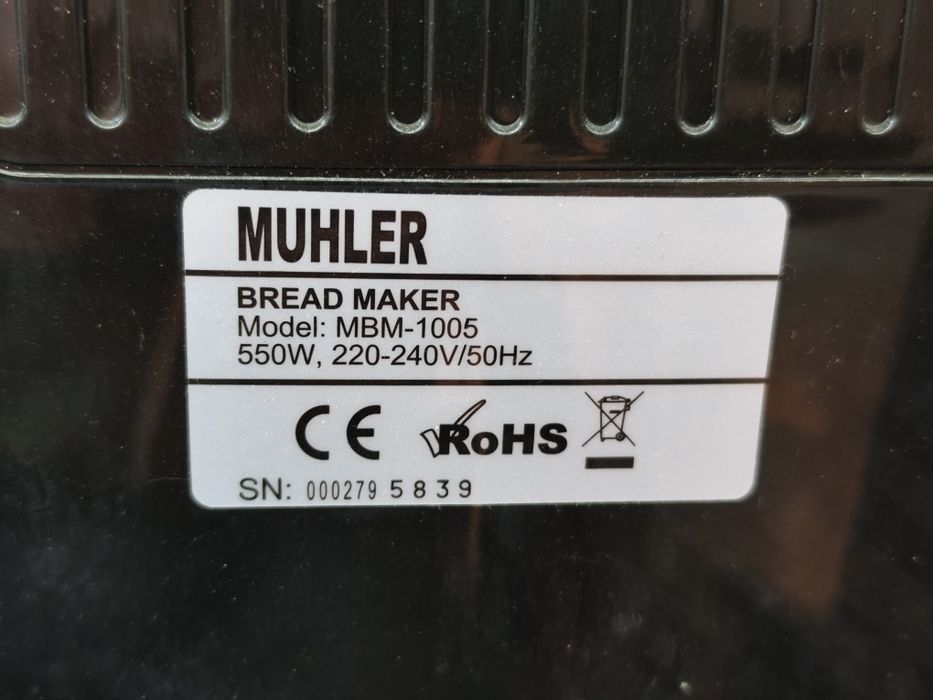 MUHLER
BREAD MAKER
Model: MBM-1005
550W, 220-240V/50Hz
CE RoHS
SN: 000279 5839